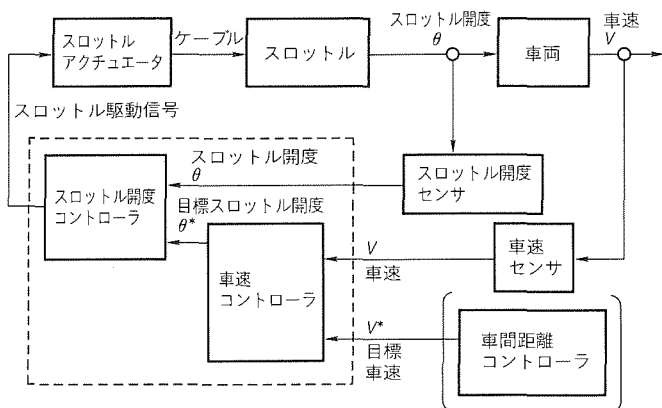 スロットル
アクチュエータ
ケーブル
スロットル
スロットル開度
θ
車両
車速
V
スロットル駆動信号
スロットル開度
コントローラ
スロットル開度
θ
スロットル開度
センサ
目標スロットル開度
θ*
車速
コントローラ
V
車速
車速
センサ
V*
目標
車速
車間距離
コントローラ